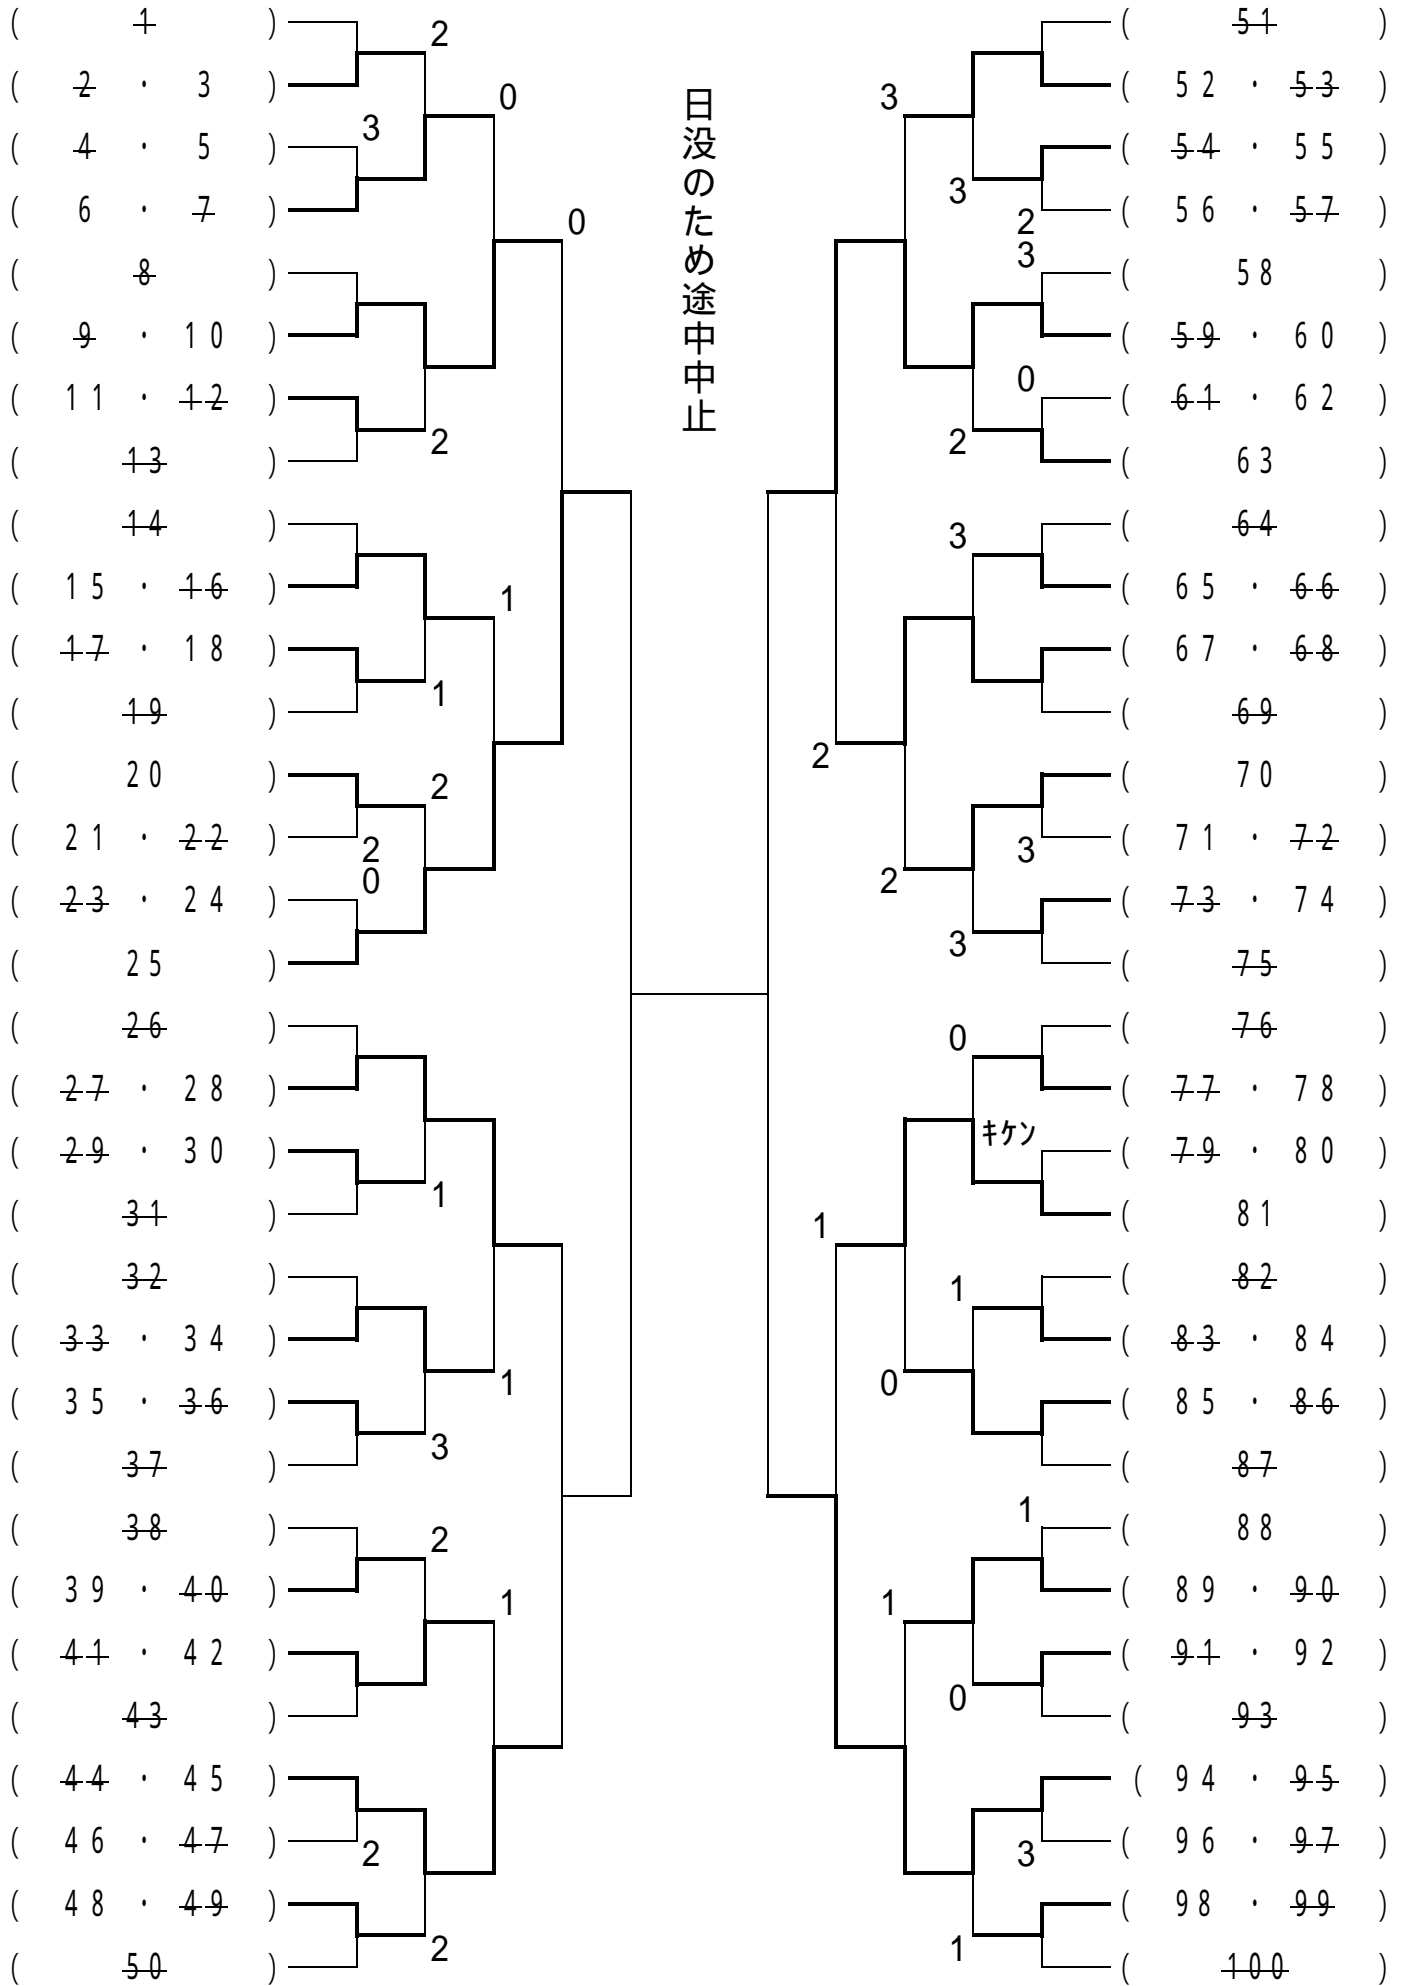 ( 1 )
( 2 ・ 3 )
( 4 ・ 5 )
( 6 ・ 7 )
( 8 )
( 9 ・ 10 )
( 11 ・ 12 )
( 13 )
( 14 )
( 15 ・ 16 )
( 17 ・ 18 )
( 19 )
( 20 )
( 21 ・ 22 )
( 23 ・ 24 )
( 25 )
( 26 )
( 27 ・ 28 )
( 29 ・ 30 )
( 31 )
( 32 )
( 33 ・ 34 )
( 35 ・ 36 )
( 37 )
( 38 )
( 39 ・ 40 )
( 41 ・ 42 )
( 43 )
( 44 ・ 45 )
( 46 ・ 47 )
( 48 ・ 49 )
( 50 )
3
2
0
2
2
2
2
1
2
1
3
2
2
0
1
1
1
0
日没のため途中中止
2
1
3
2
2
0
1
3
2
3
3
0
キケン
1
0
1
2
3
0
3
1
3
( 51 )
( 52 ・ 53 )
( 54 ・ 55 )
( 56 ・ 57 )
( 58 )
( 59 ・ 60 )
( 61 ・ 62 )
( 63 )
( 64 )
( 65 ・ 66 )
( 67 ・ 68 )
( 69 )
( 70 )
( 71 ・ 72 )
( 73 ・ 74 )
( 75 )
( 76 )
( 77 ・ 78 )
( 79 ・ 80 )
( 81 )
( 82 )
( 83 ・ 84 )
( 85 ・ 86 )
( 87 )
( 88 )
( 89 ・ 90 )
( 91 ・ 92 )
( 93 )
( 94 ・ 95 )
( 96 ・ 97 )
( 98 ・ 99 )
( 100 )